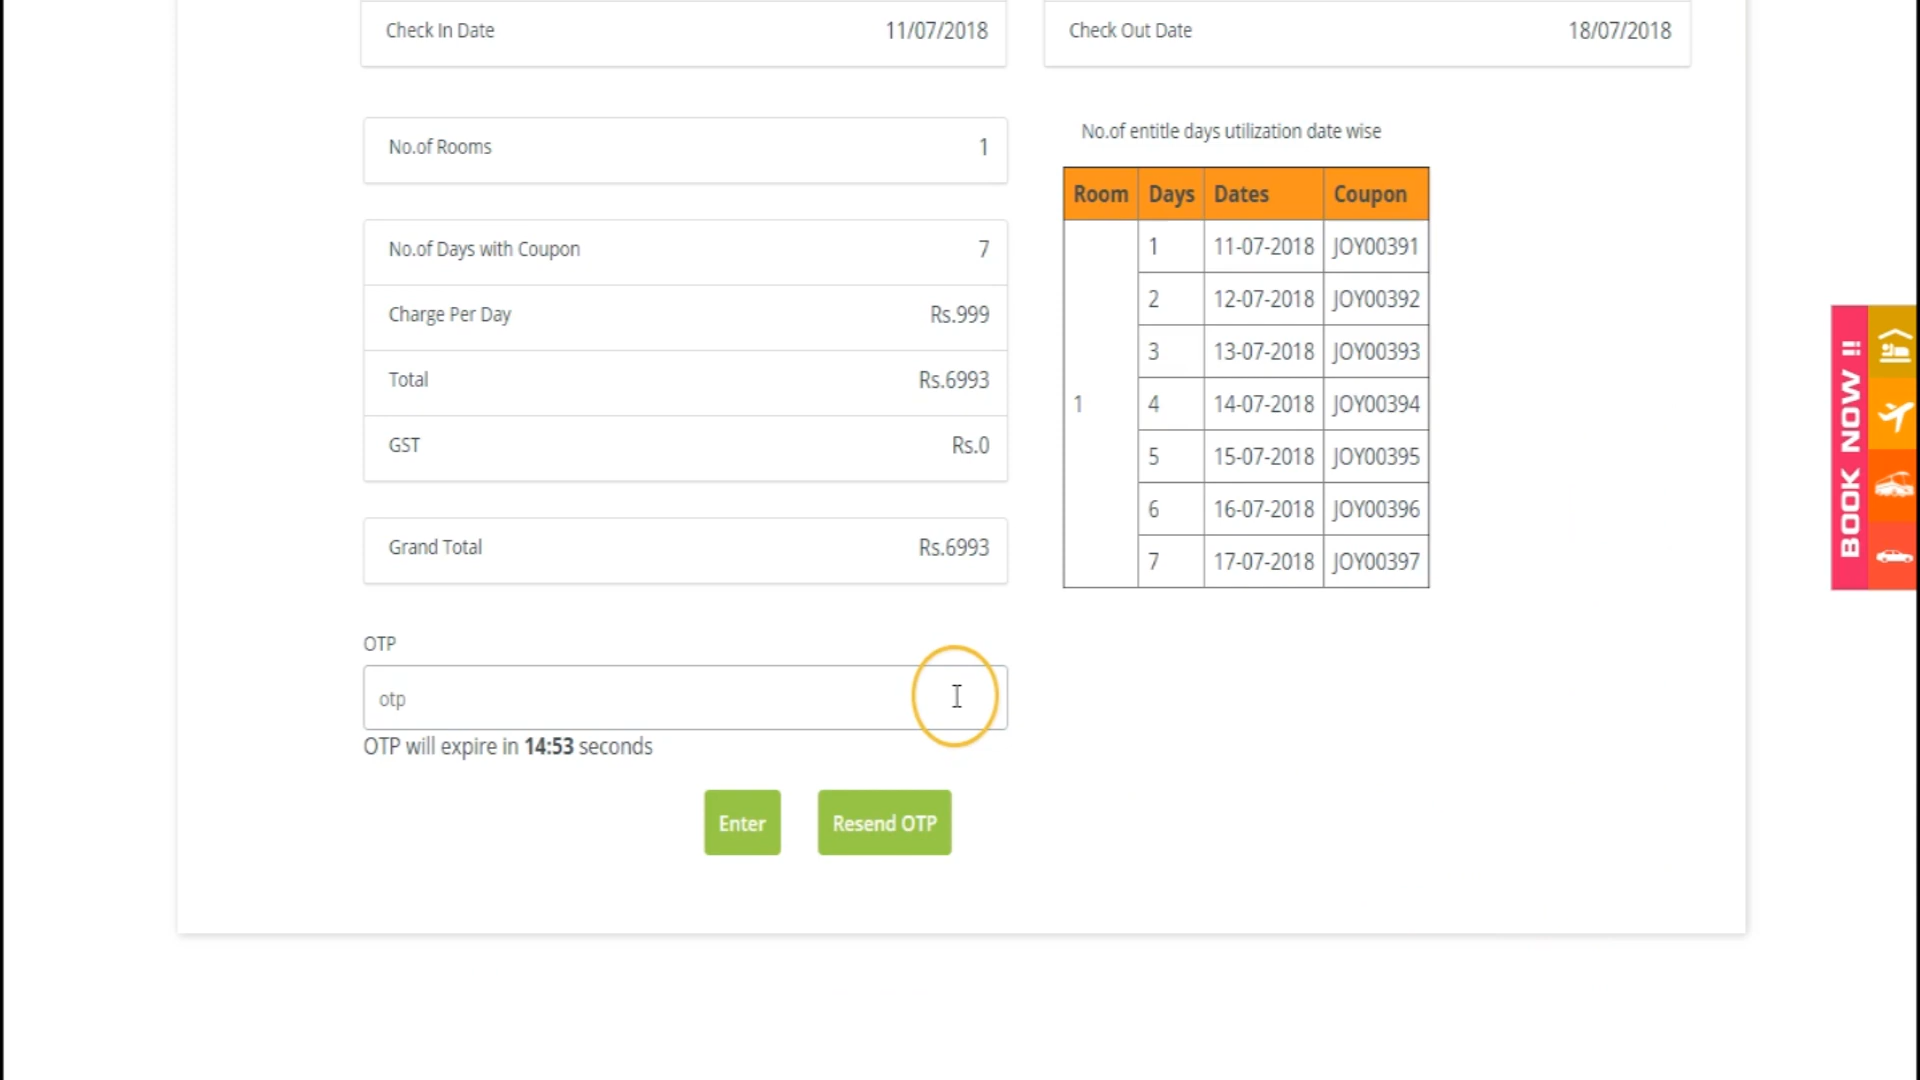 Check In Date 11/07/2018
Check Out Date 18/07/2018
No.of Rooms 1
No.of Days with Coupon 7
Charge Per Day Rs.999
Total Rs.6993
GST Rs.0
Grand Total Rs.6993
No.of entitle days utilization date wise
Room Days Dates Coupon
1 11-07-2018 JOY00391
2 12-07-2018 JOY00392
3 13-07-2018 JOY00393
1 4 14-07-2018 JOY00394
5 15-07-2018 JOY00395
6 16-07-2018 JOY00396
7 17-07-2018 JOY00397
OTP
otp
OTP will expire in 14:53 seconds
Enter Resend OTP
BOOK NOW !!